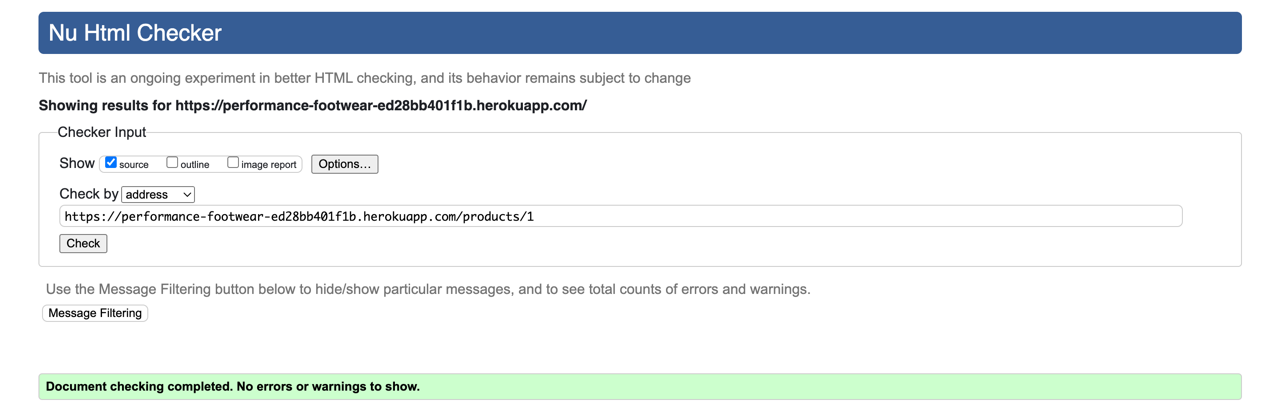 Nu Html Checker
This tool is an ongoing experiment in better HTML checking, and its behavior remains subject to change
Showing results for https://performance-footwear-ed28bb401f1b.herokuapp.com/
Checker Input
Show source outline image report Options...
Check by address
https://performance-footwear-ed28bb401f1b.herokuapp.com/products/1
Check
Use the Message Filtering button below to hide/show particular messages, and to see total counts of errors and warnings.
Message Filtering
Document checking completed. No errors or warnings to show.